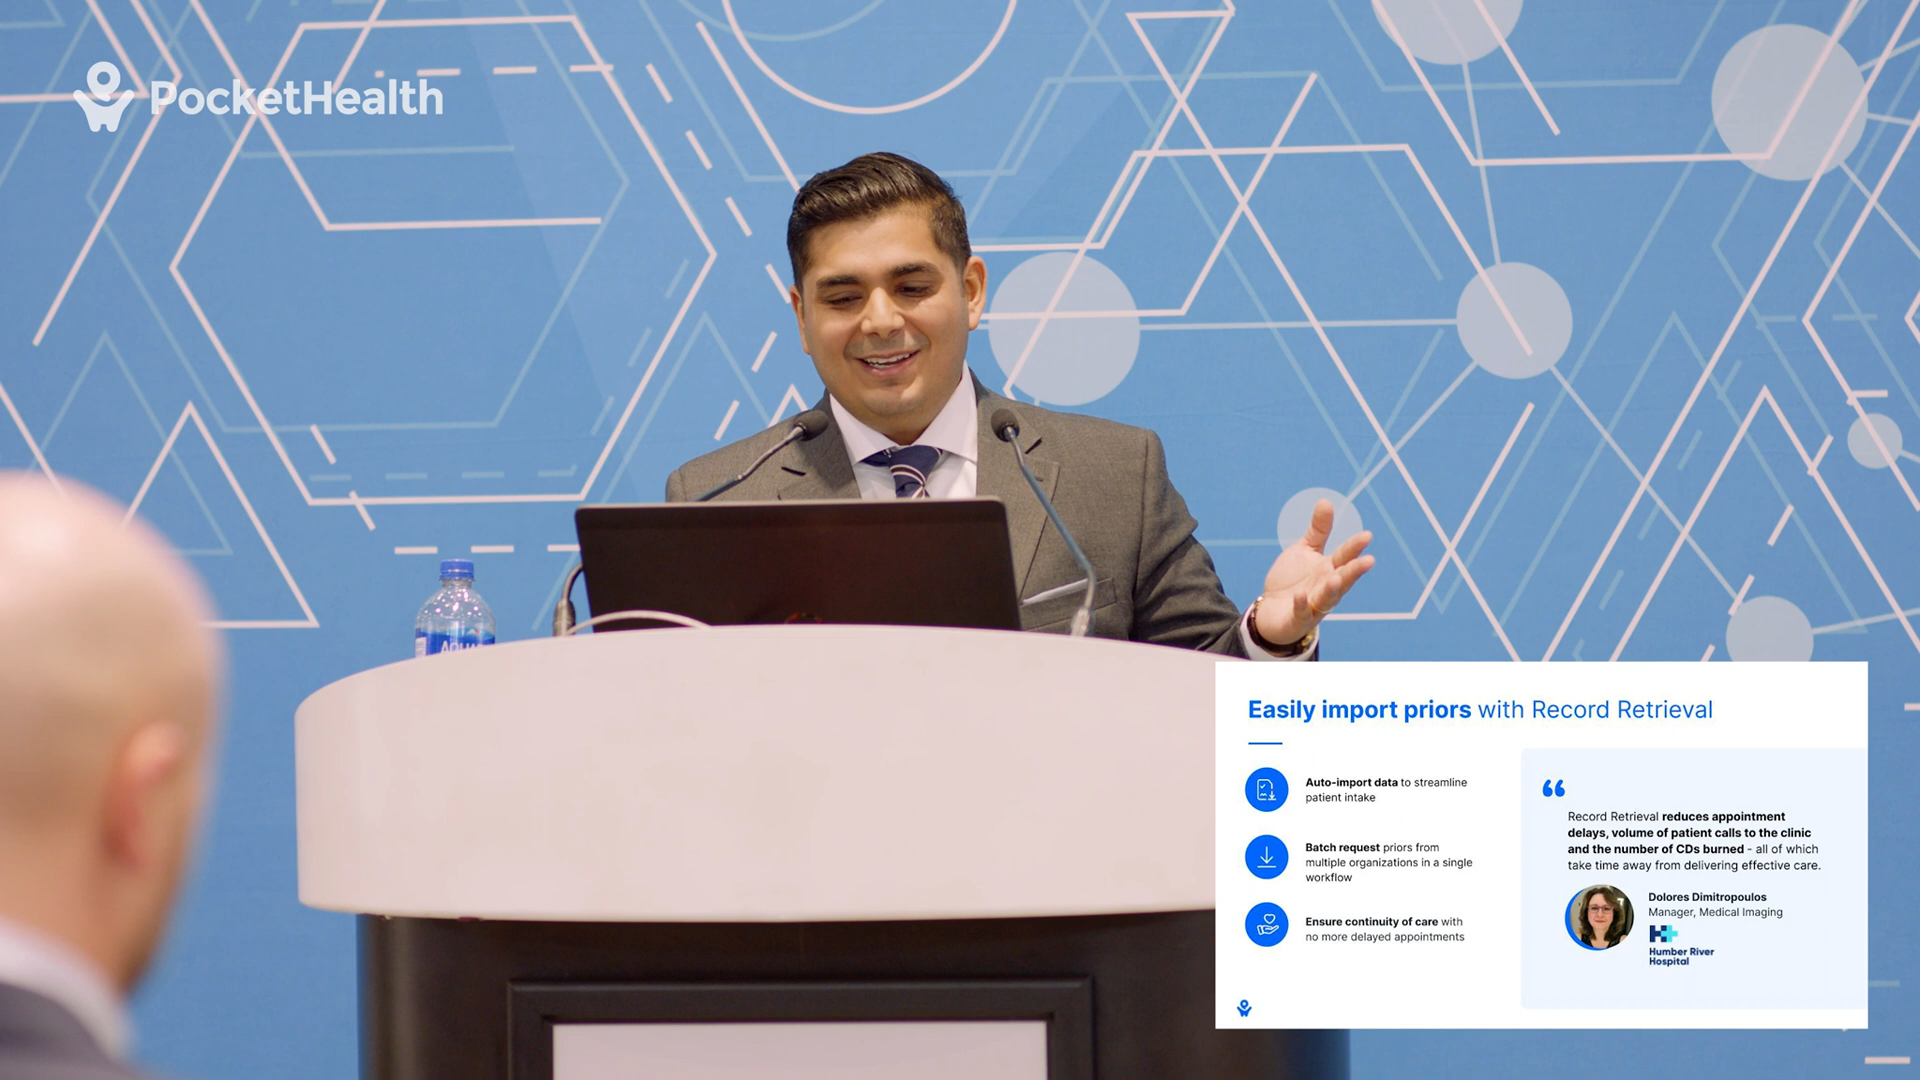 PocketHealth
Easily import priors with Record Retrieval
Auto-import data to streamline
patient intake
Batch request priors from
multiple organizations in a single
workflow
Ensure continuity of care with
no more delayed appointments
“
Record Retrieval reduces appointment
delays, volume of patient calls to the clinic
and the number of CDs burned - all of which
take time away from delivering effective care.
Dolores Dimitropoulos
Manager, Medical Imaging
Humber River
Hospital